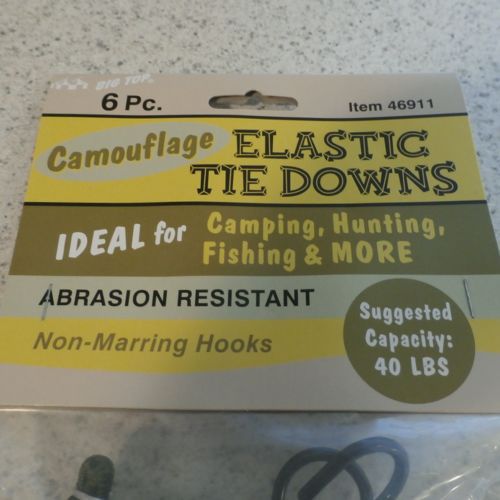 BIG TOP®
6 Pc.
Item 46911
Camouflage
ELASTIC
TIE DOWNS
IDEAL for
Camping, Hunting,
Fishing & MORE
ABRASION RESISTANT
Non-Marring Hooks
Suggested
Capacity:
40 LBS